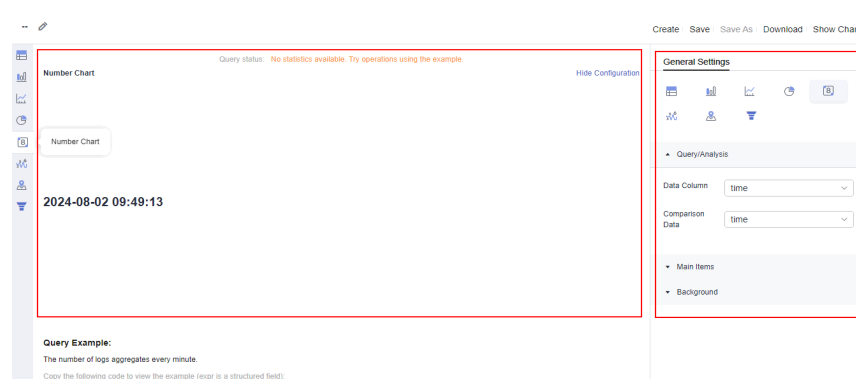 --
Create Save Save As Download Show Char
Query status: No statistics available. Try operations using the example.
Number Chart Hide Configuration
General Settings
Number Chart
Query/Analysis
Data Column time
2024-08-02 09:49:13
Comparison Data time
Main Items
Background
Query Example:
The number of logs aggregates every minute.
Copy the following code to view the example (expr is a structured field):